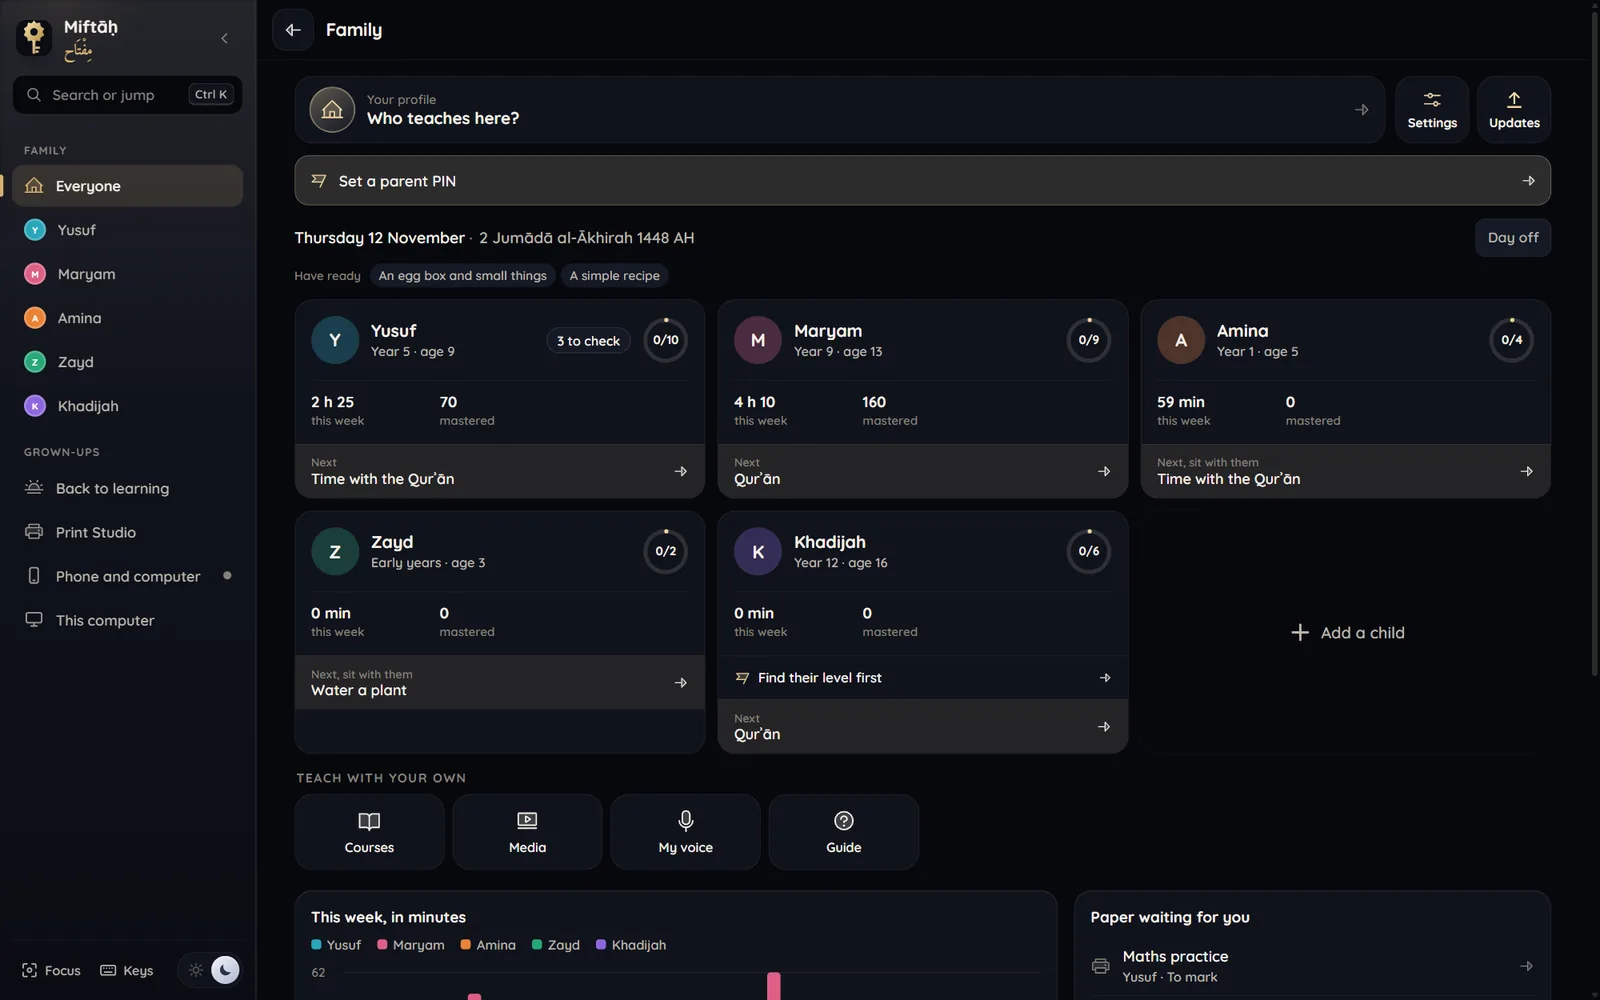 Miftāḥ
مِفْتَاح
Search or jump
Ctrl K
FAMILY
Everyone
Y Yusuf
M Maryam
A Amina
Z Zayd
K Khadijah
GROWN-UPS
Back to learning
Print Studio
Phone and computer
This computer
Focus
Keys
Family
Your profile
Who teaches here?
Settings
Updates
Set a parent PIN
Thursday 12 November · 2 Jumādā al-Ākhirah 1448 AH
Day off
Have ready
An egg box and small things
A simple recipe
Y
Yusuf
Year 5 · age 9
3 to check
0/10
2 h 25
this week
70
mastered
Next
Time with the Qurʾān
M
Maryam
Year 9 · age 13
0/9
4 h 10
this week
160
mastered
Next
Qurʾān
A
Amina
Year 1 · age 5
0/4
59 min
this week
0
mastered
Next, sit with them
Time with the Qurʾān
Z
Zayd
Early years · age 3
0/2
0 min
this week
0
mastered
Next, sit with them
Water a plant
K
Khadijah
Year 12 · age 16
0/6
0 min
this week
0
mastered
Find their level first
Next
Qurʾān
Add a child
TEACH WITH YOUR OWN
Courses
Media
My voice
Guide
This week, in minutes
Yusuf
Maryam
Amina
Zayd
Khadijah
62
Paper waiting for you
Maths practice
Yusuf · To mark